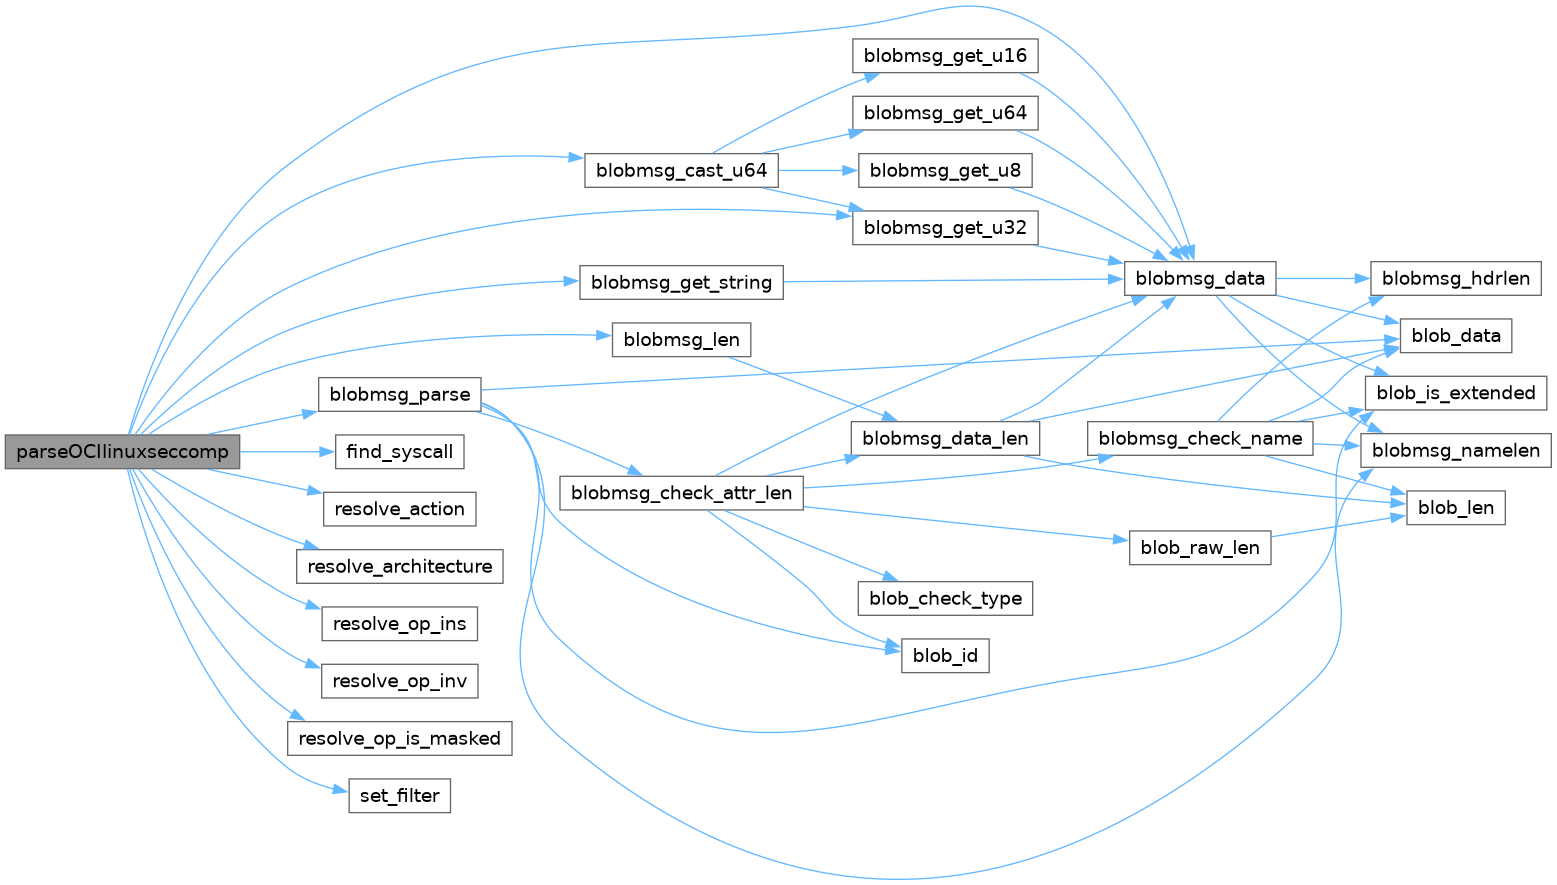 parseOCIlinuxseccomp
blobmsg_parse
find_syscall
resolve_action
resolve_architecture
resolve_op_ins
resolve_op_inv
resolve_op_is_masked
set_filter
blobmsg_cast_u64
blobmsg_get_string
blobmsg_len
blobmsg_check_attr_len
blobmsg_get_u16
blobmsg_get_u64
blobmsg_get_u8
blobmsg_get_u32
blobmsg_data_len
blob_check_type
blob_id
blobmsg_data
blobmsg_check_name
blob_raw_len
blobmsg_hdrlen
blob_data
blob_is_extended
blobmsg_namelen
blob_len